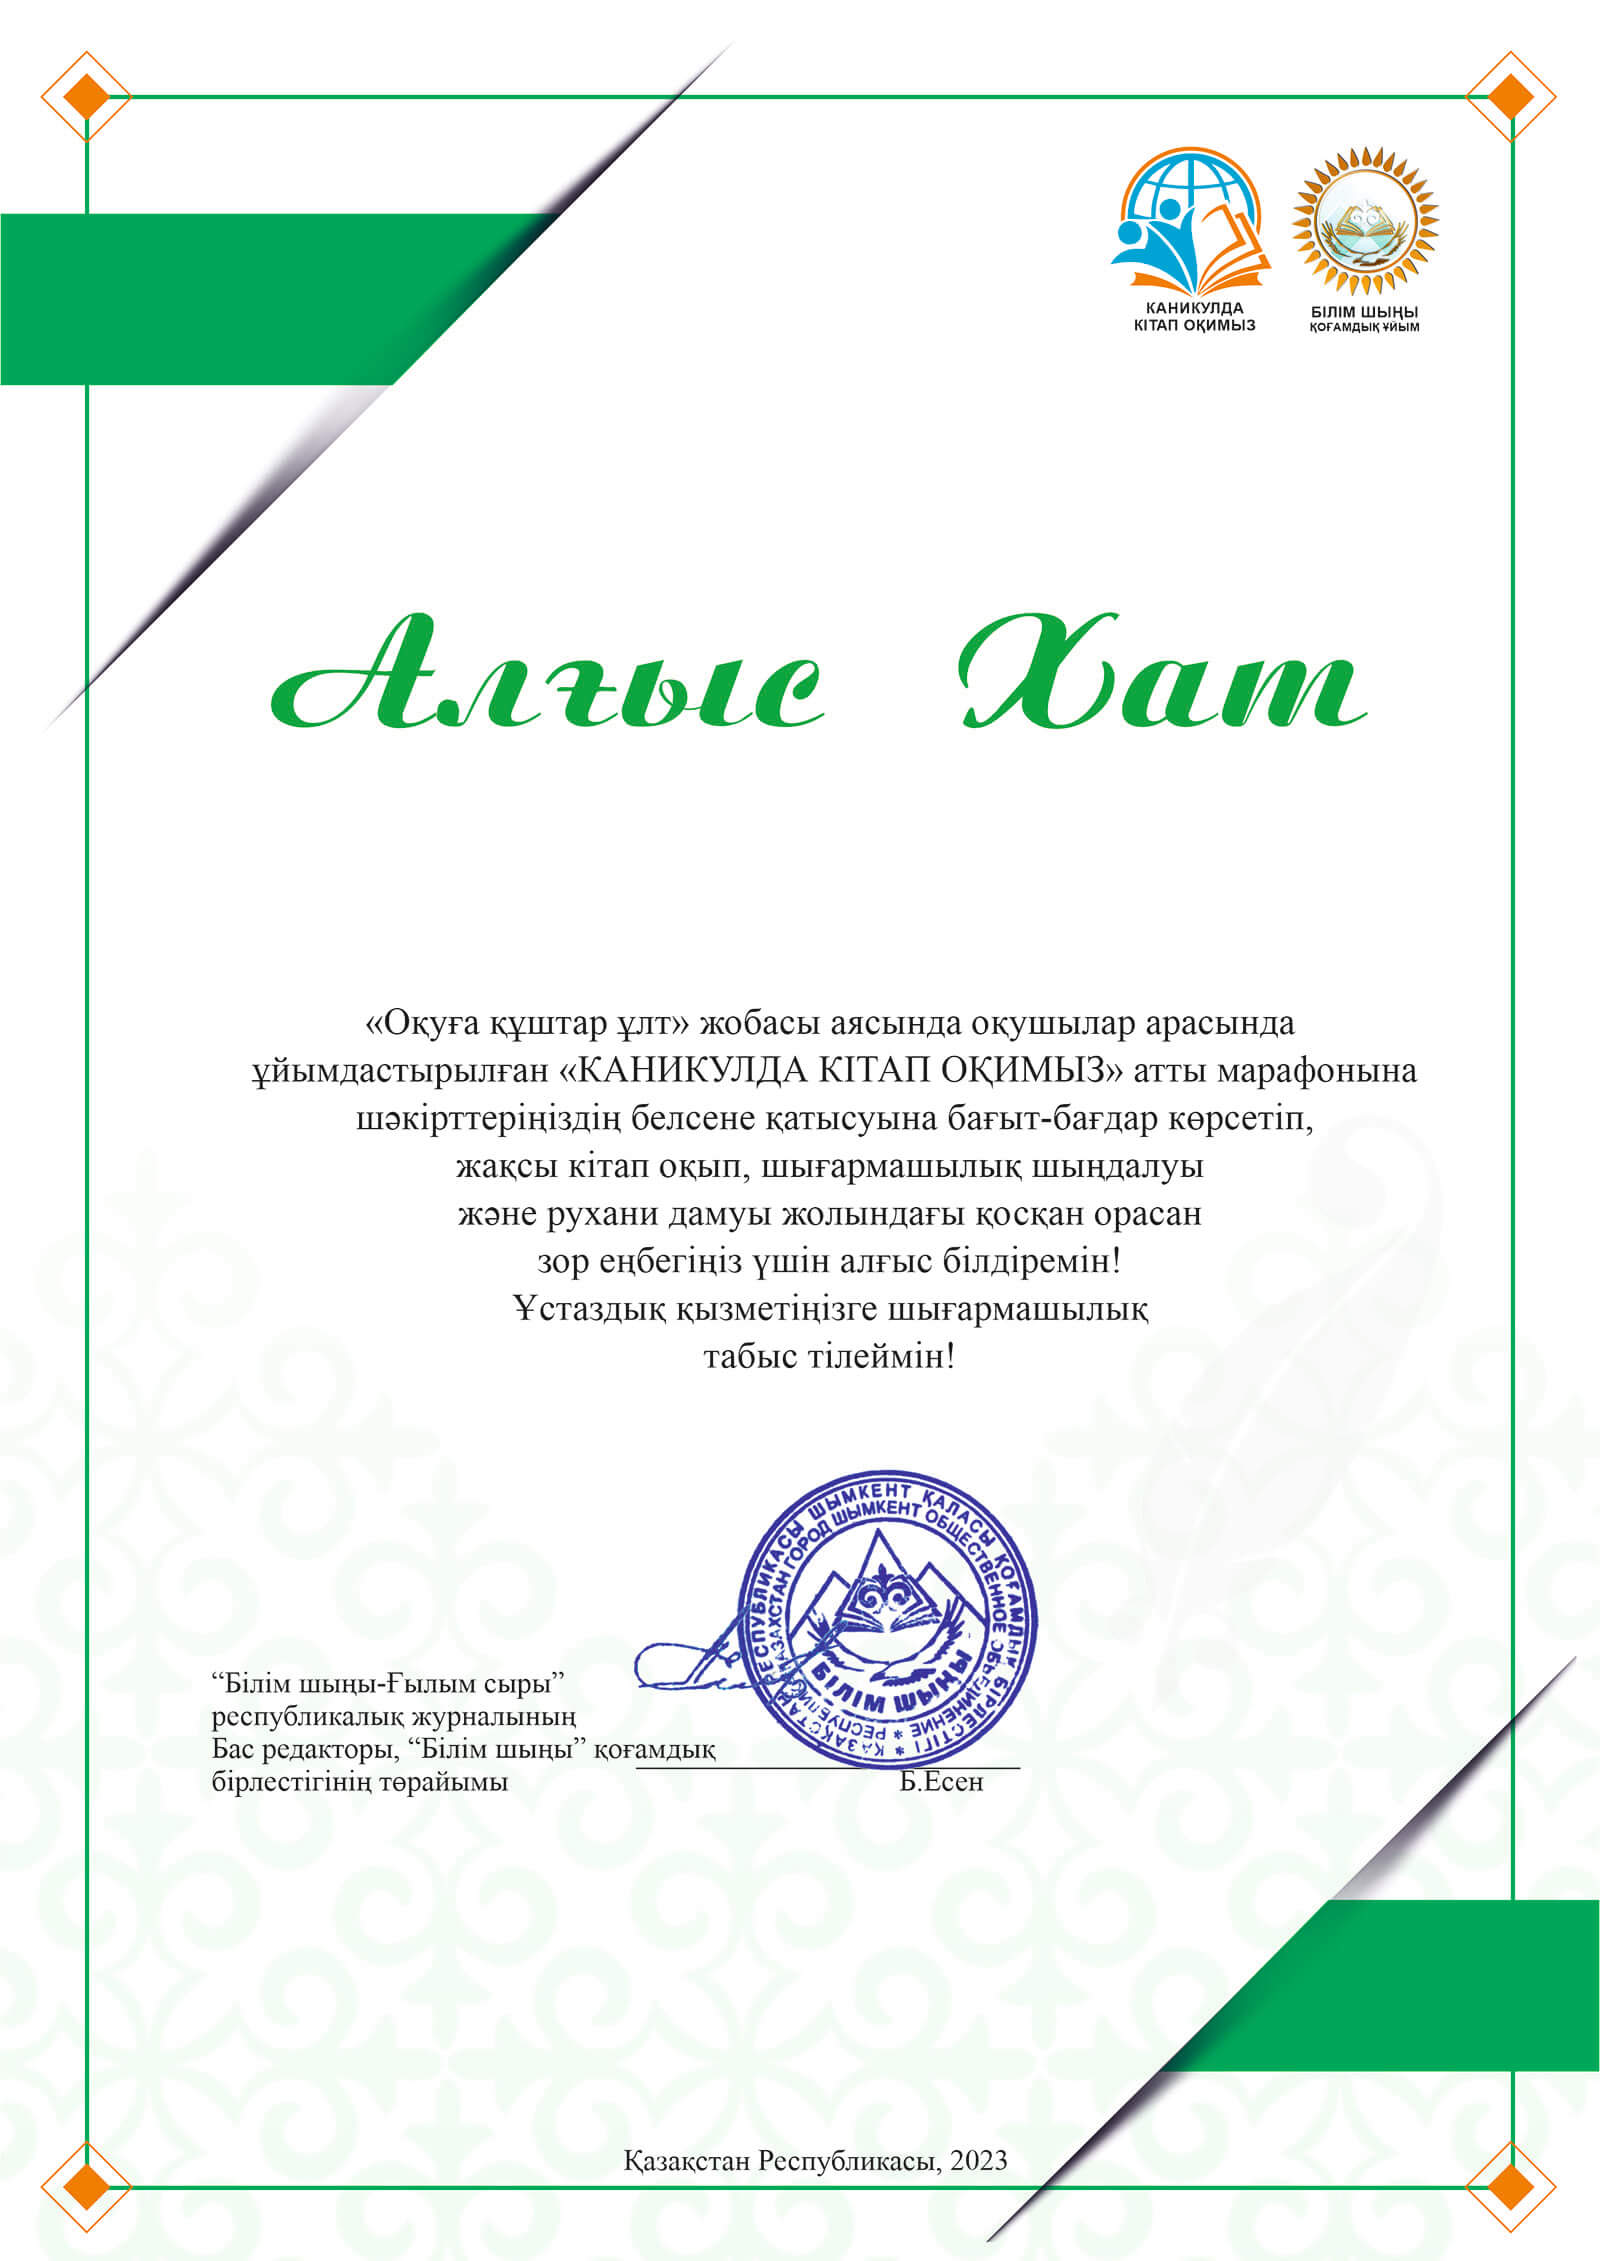 КАНИКУЛДА
КІТАП ОҚИМЫЗ
БІЛІМ ШЫҢЫ
ҚОҒАМДЫҚ ҰЙЫМ
Алғыс Хат
«Оқуға құштар ұлт» жобасы аясында оқушылар арасында
ұйымдастырылған «КАНИКУЛДА КІТАП ОҚИМЫЗ» атты марафонына
шәкірттеріңіздің белсене қатысуына бағыт-бағдар көрсетіп,
жақсы кітап оқып, шығармашылық шыңдалуы
және рухани дамуы жолындағы қосқан орасан
зор еңбегіңіз үшін алғыс білдіремін!
Ұстаздық қызметіңізге шығармашылық
табыс тілеймін!
ҚАЗАҚСТАН РЕСПУБЛИКАСЫ ШЫМКЕНТ ҚАЛАСЫ ҚОҒАМДЫҚ БІРЛЕСТІГІ *
РЕСПУБЛИКА КАЗАХСТАН ГОРОД ШЫМКЕНТ ОБЩЕСТВЕННОЕ ОБЪЕДИНЕНИЕ *
БІЛІМ ШЫҢЫ
“Білім шыңы-Ғылым сыры”
республикалық журналының
Бас редакторы, “Білім шыңы” қоғамдық
бірлестігінің төрайымы Б.Есен
Қазақстан Республикасы, 2023